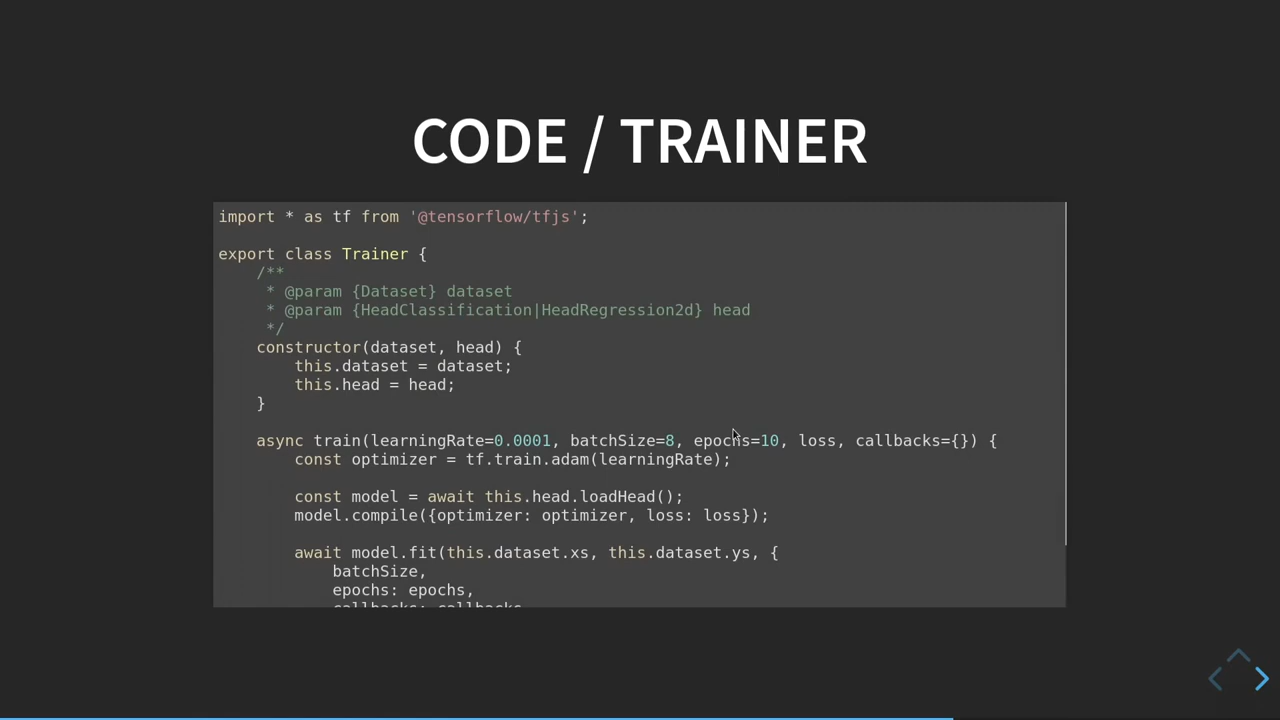 CODE / TRAINER
import * as tf from '@tensorflow/tfjs';
export class Trainer {
/**
* @param {Dataset} dataset
* @param {HeadClassification|HeadRegression2d} head
*/
constructor(dataset, head) {
this.dataset = dataset;
this.head = head;
}
async train(learningRate=0.0001, batchSize=8, epochs=10, loss, callbacks={}) {
const optimizer = tf.train.adam(learningRate);
const model = await this.head.loadHead();
model.compile({optimizer: optimizer, loss: loss});
await model.fit(this.dataset.xs, this.dataset.ys, {
batchSize,
epochs: epochs,
callbacks: callbacks